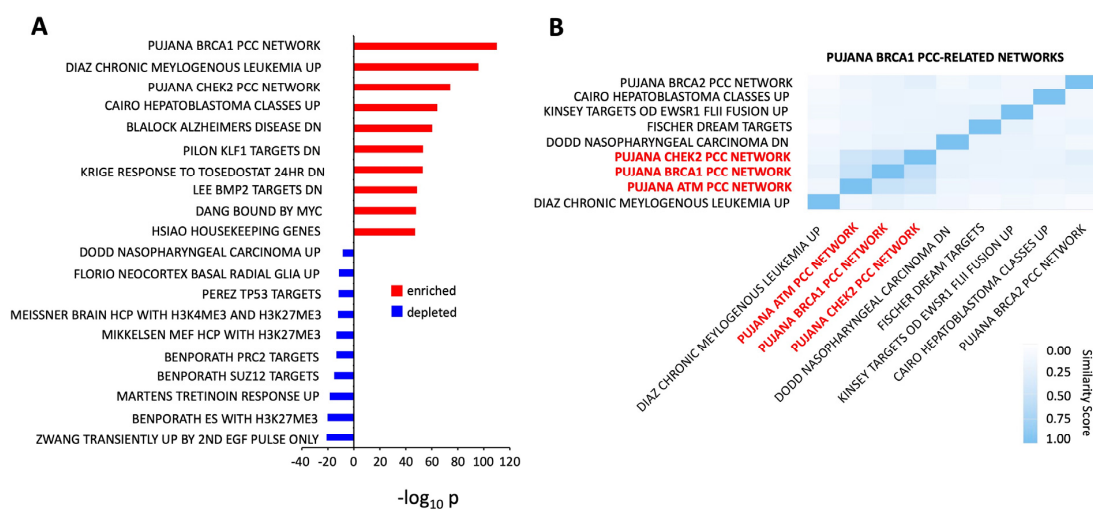 A
PUJANA BRCA1 PCC NETWORK
DIAZ CHRONIC MEYLOGENOUS LEUKEMIA UP
PUJANA CHEK2 PCC NETWORK
CAIRO HEPATOBLASTOMA CLASSES UP
BLALOCK ALZHEIMERS DISEASE DN
PILON KLF1 TARGETS DN
KRIGE RESPONSE TO TOSEDOSTAT 24HR DN
LEE BMP2 TARGETS DN
DANG BOUND BY MYC
HSIAO HOUSEKEEPING GENES
DODD NASOPHARYNGEAL CARCINOMA UP
FLORIO NEOCORTEX BASAL RADIAL GLIA UP
PEREZ TP53 TARGETS
MEISSNER BRAIN HCP WITH H3K4ME3 AND H3K27ME3
MIKKELSEN MEF HCP WITH H3K27ME3
BENPORATH PRC2 TARGETS
BENPORATH SUZ12 TARGETS
MARTENS TRETINOIN RESPONSE UP
BENPORATH ES WITH H3K27ME3
ZWANG TRANSIENTLY UP BY 2ND EGF PULSE ONLY
enriched
depleted
-40 -20 0 20 40 60 80 100 120
-log10 p
B
PUJANA BRCA1 PCC-RELATED NETWORKS
PUJANA BRCA2 PCC NETWORK
CAIRO HEPATOBLASTOMA CLASSES UP
KINSEY TARGETS OD EWSR1 FLII FUSION UP
FISCHER DREAM TARGETS
DODD NASOPHARYNGEAL CARCINOMA DN
PUJANA CHEK2 PCC NETWORK
PUJANA BRCA1 PCC NETWORK
PUJANA ATM PCC NETWORK
DIAZ CHRONIC MEYLOGENOUS LEUKEMIA UP
DIAZ CHRONIC MEYLOGENOUS LEUKEMIA UP
PUJANA ATM PCC NETWORK
PUJANA BRCA1 PCC NETWORK
PUJANA CHEK2 PCC NETWORK
DODD NASOPHARYNGEAL CARCINOMA DN
FISCHER DREAM TARGETS
KINSEY TARGETS OD EWSR1 FLII FUSION UP
CAIRO HEPATOBLASTOMA CLASSES UP
PUJANA BRCA2 PCC NETWORK
0.00
0.25
0.50
0.75
1.00
Similarity Score